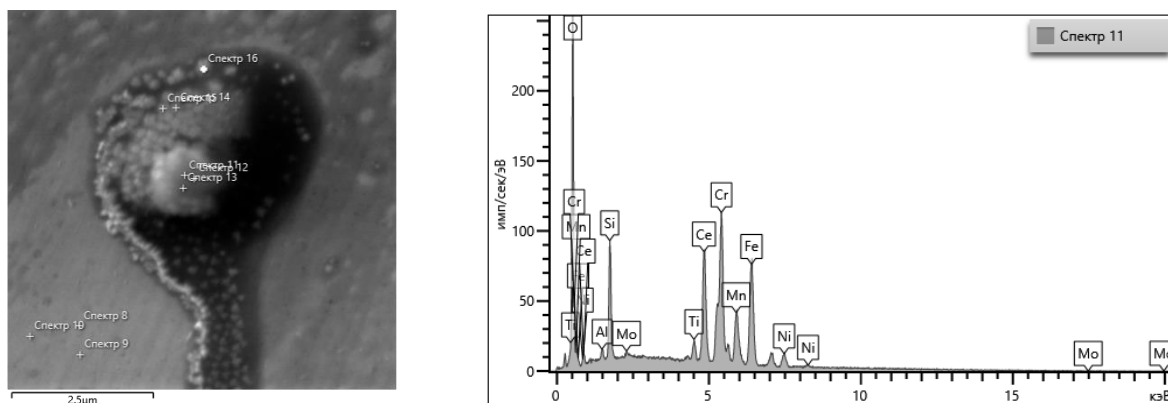 Спектр 16
Спектр 14
Спектр 11
Спектр 12
Спектр 13
Спектр 8
Спектр 10
Спектр 9
2.5µm
Спектр 11
имп/сек/эВ
200
150
100
50
0
O
Cr
Mn
Ce
Ti
Al
Si
Mo
Ti
Ce
Cr
Mn
Fe
Ni
Ni
Mo
0
5
10
15
кэВ